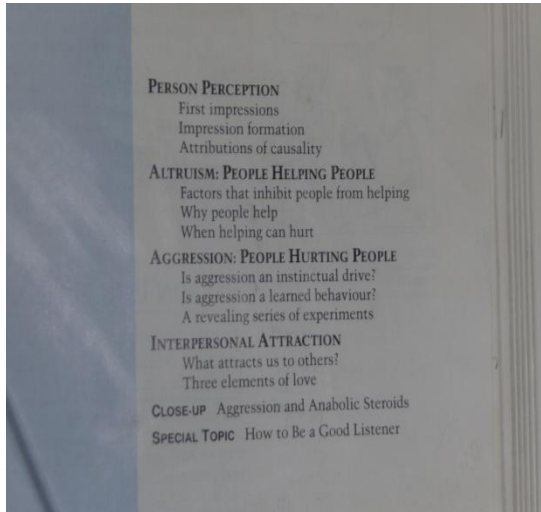 PERSON PERCEPTION
First impressions
Impression formation
Attributions of causality
ALTRUISM: PEOPLE HELPING PEOPLE
Factors that inhibit people from helping
Why people help
When helping can hurt
AGGRESSION: PEOPLE HURTING PEOPLE
Is aggression an instinctual drive?
Is aggression a learned behaviour?
A revealing series of experiments
INTERPERSONAL ATTRACTION
What attracts us to others?
Three elements of love
CLOSE-UP Aggression and Anabolic Steroids
SPECIAL TOPIC How to Be a Good Listener